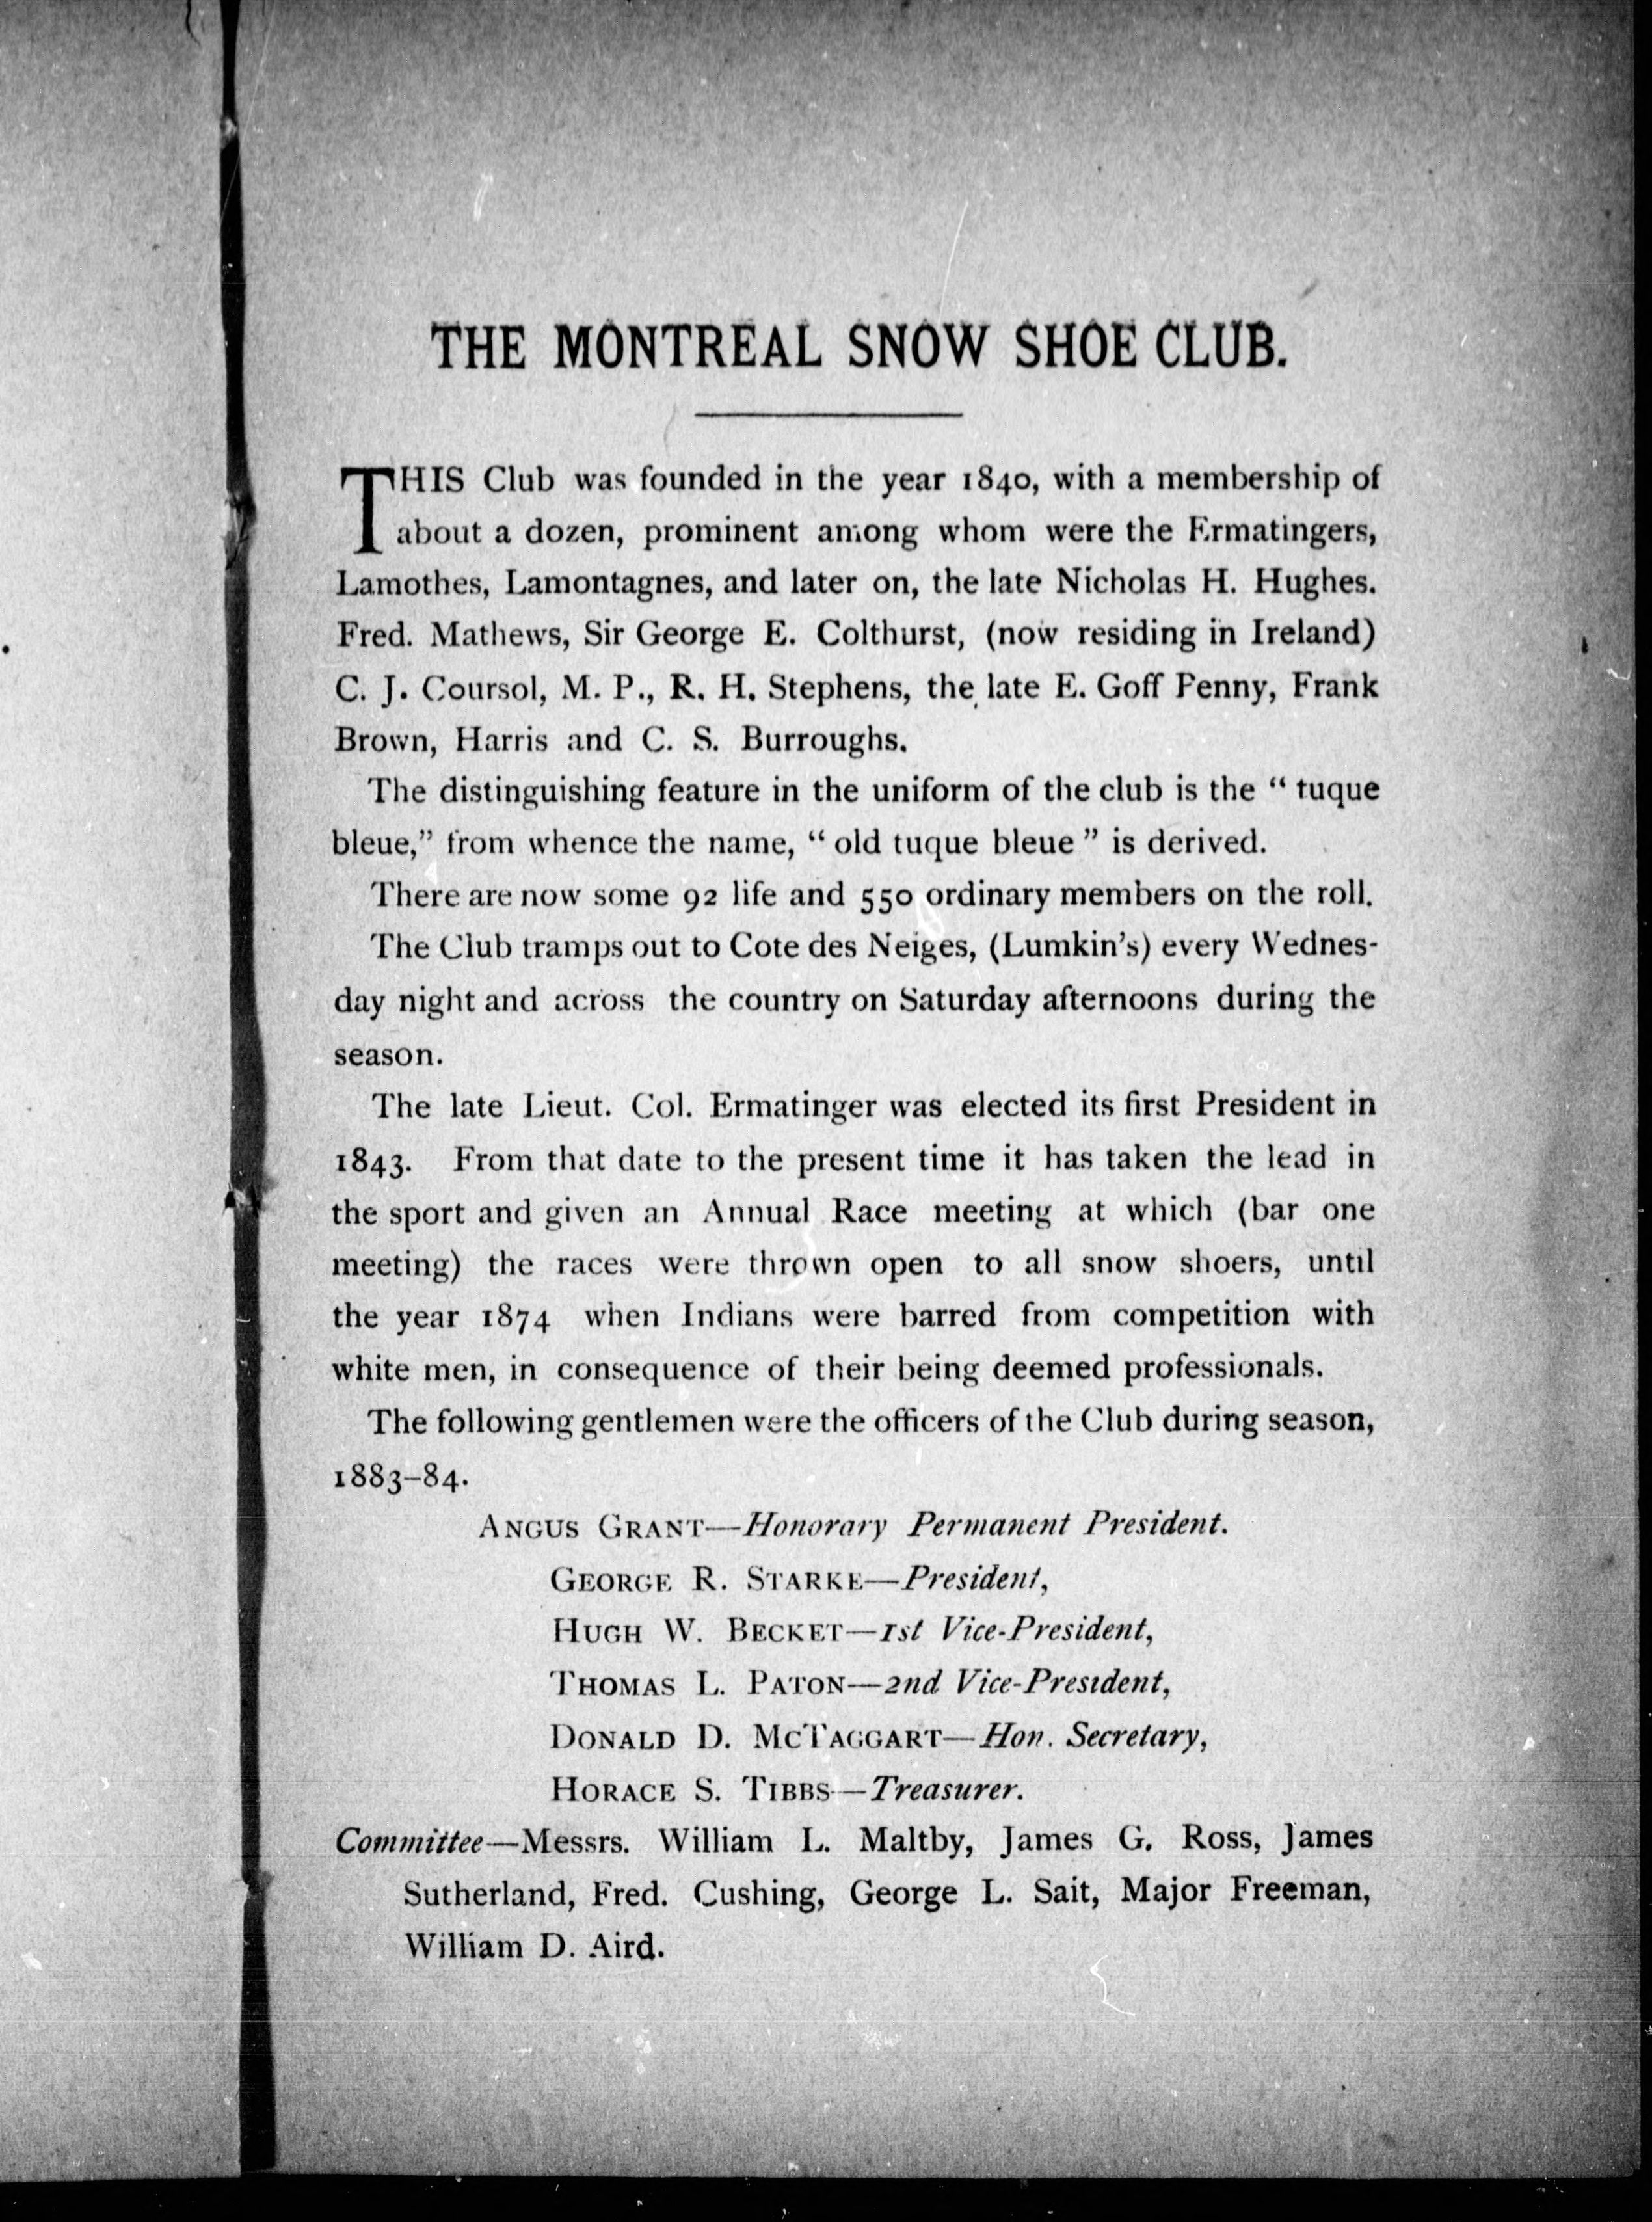 THE MONTREAL SNOW SHOE CLUB.
THIS Club was founded in the year 1840, with a membership of
about a dozen, prominent among whom were the Ermatingers,
Lamothes, Lamontagnes, and later on, the late Nicholas H. Hughes.
Fred. Mathews, Sir George E. Colthurst, (now residing in Ireland)
C. J. Coursol, M. P., R. H. Stephens, the late E. Goff Penny, Frank
Brown, Harris and C. S. Burroughs.
The distinguishing feature in the uniform of the club is the “ tuque
bleue,” from whence the name, “ old tuque bleue ” is derived.
There are now some 92 life and 550 ordinary members on the roll.
The Club tramps out to Cote des Neiges, (Lumkin’s) every Wednes-
day night and across the country on Saturday afternoons during the
season.
The late Lieut. Col. Ermatinger was elected its first President in
1843. From that date to the present time it has taken the lead in
the sport and given an Annual Race meeting at which (bar one
meeting) the races were thrown open to all snow shoers, until
the year 1874 when Indians were barred from competition with
white men, in consequence of their being deemed professionals.
The following gentlemen were the officers of the Club during season,
1883–84.
ANGUS GRANT—Honorary Permanent President.
GEORGE R. STARKE—President,
HUGH W. BECKET—1st Vice-President,
THOMAS L. PATON—2nd Vice-President,
DONALD D. MCTAGGART—Hon. Secretary,
HORACE S. TIBBS—Treasurer.
Committee—Messrs. William L. Maltby, James G. Ross, James
Sutherland, Fred. Cushing, George L. Sait, Major Freeman,
William D. Aird.